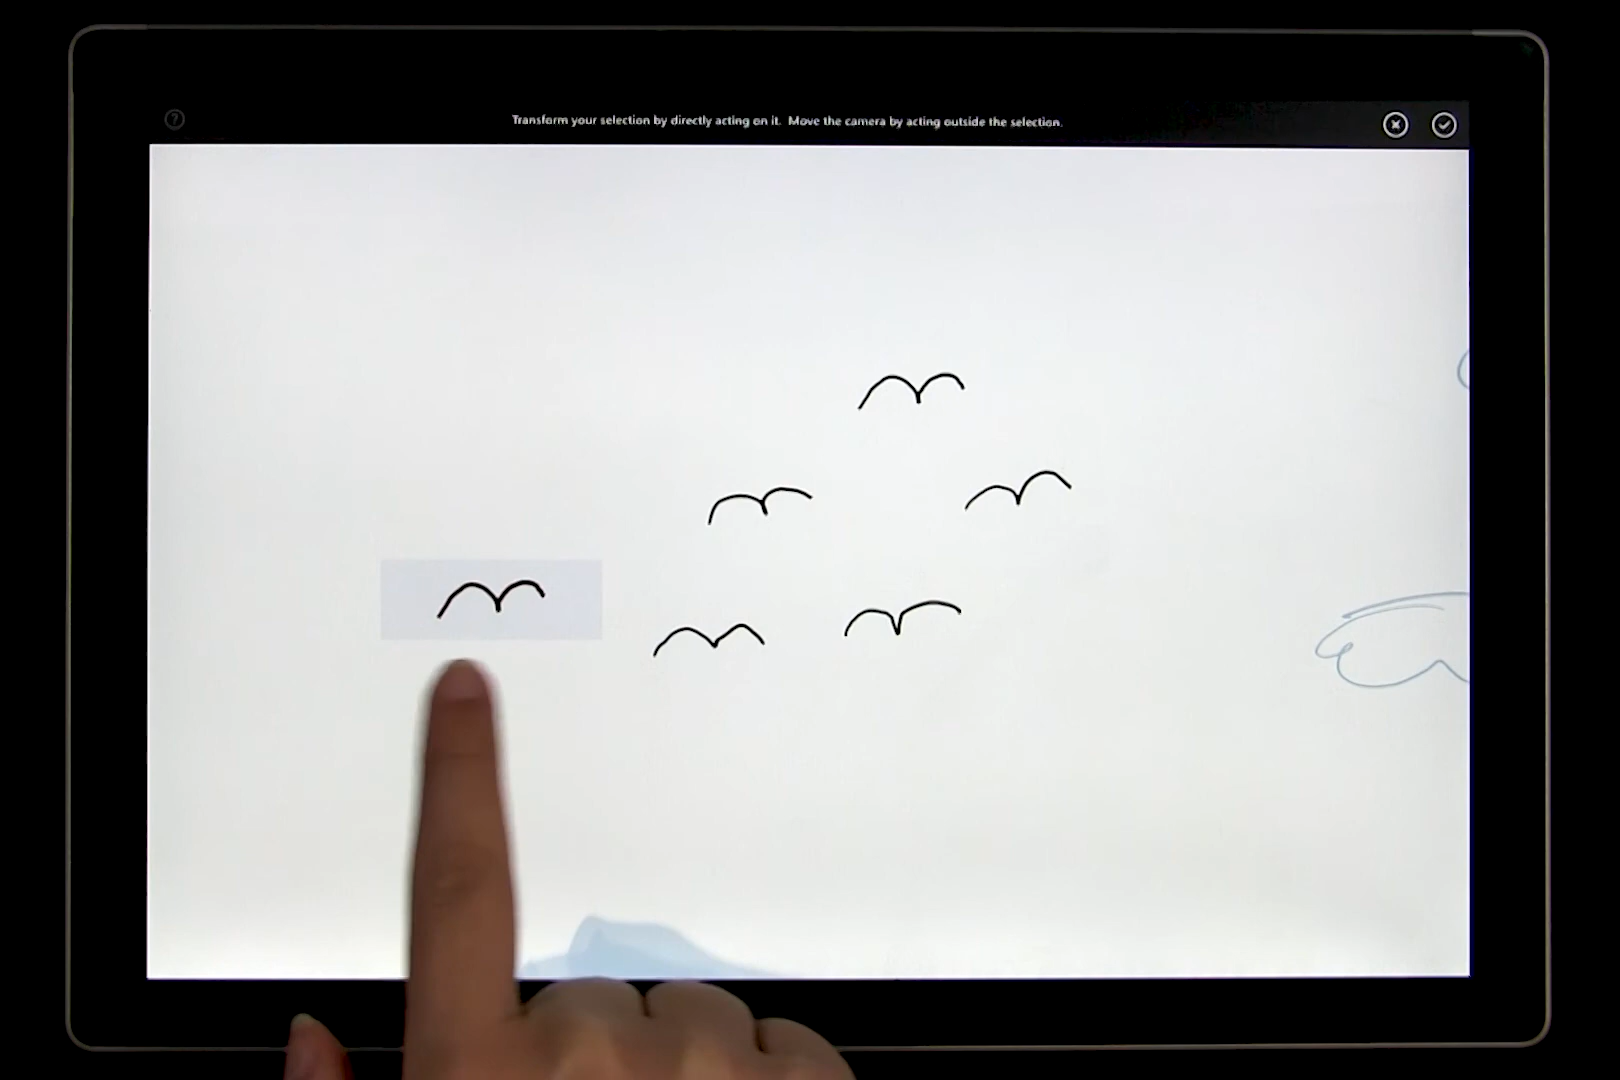 Transform your selection by directly acting on it. Move the camera by acting outside the selection.